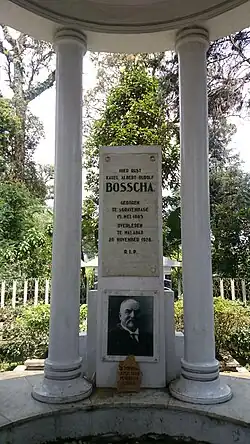 HIER RUST
KAREL ALBERT RUDOLF
BOSSCHA
GEBOREN
TE 'S GRAVENHAGE
15 MEI 1865
OVERLEDEN
TE MALABAR
26 NOVEMBER 1928
R.I.P.